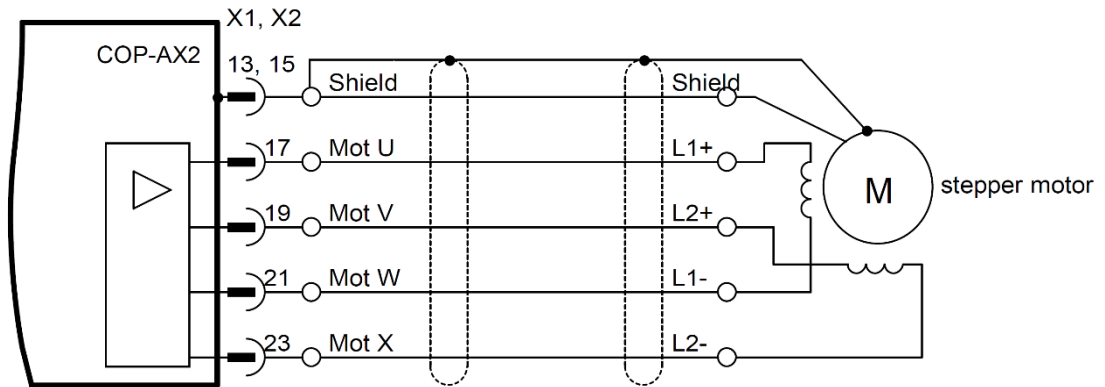 X1, X2
COP-AX2
13, 15
Shield
Shield
17
Mot U
L1+
M
stepper motor
19
Mot V
L2+
21
Mot W
L1-
23
Mot X
L2-